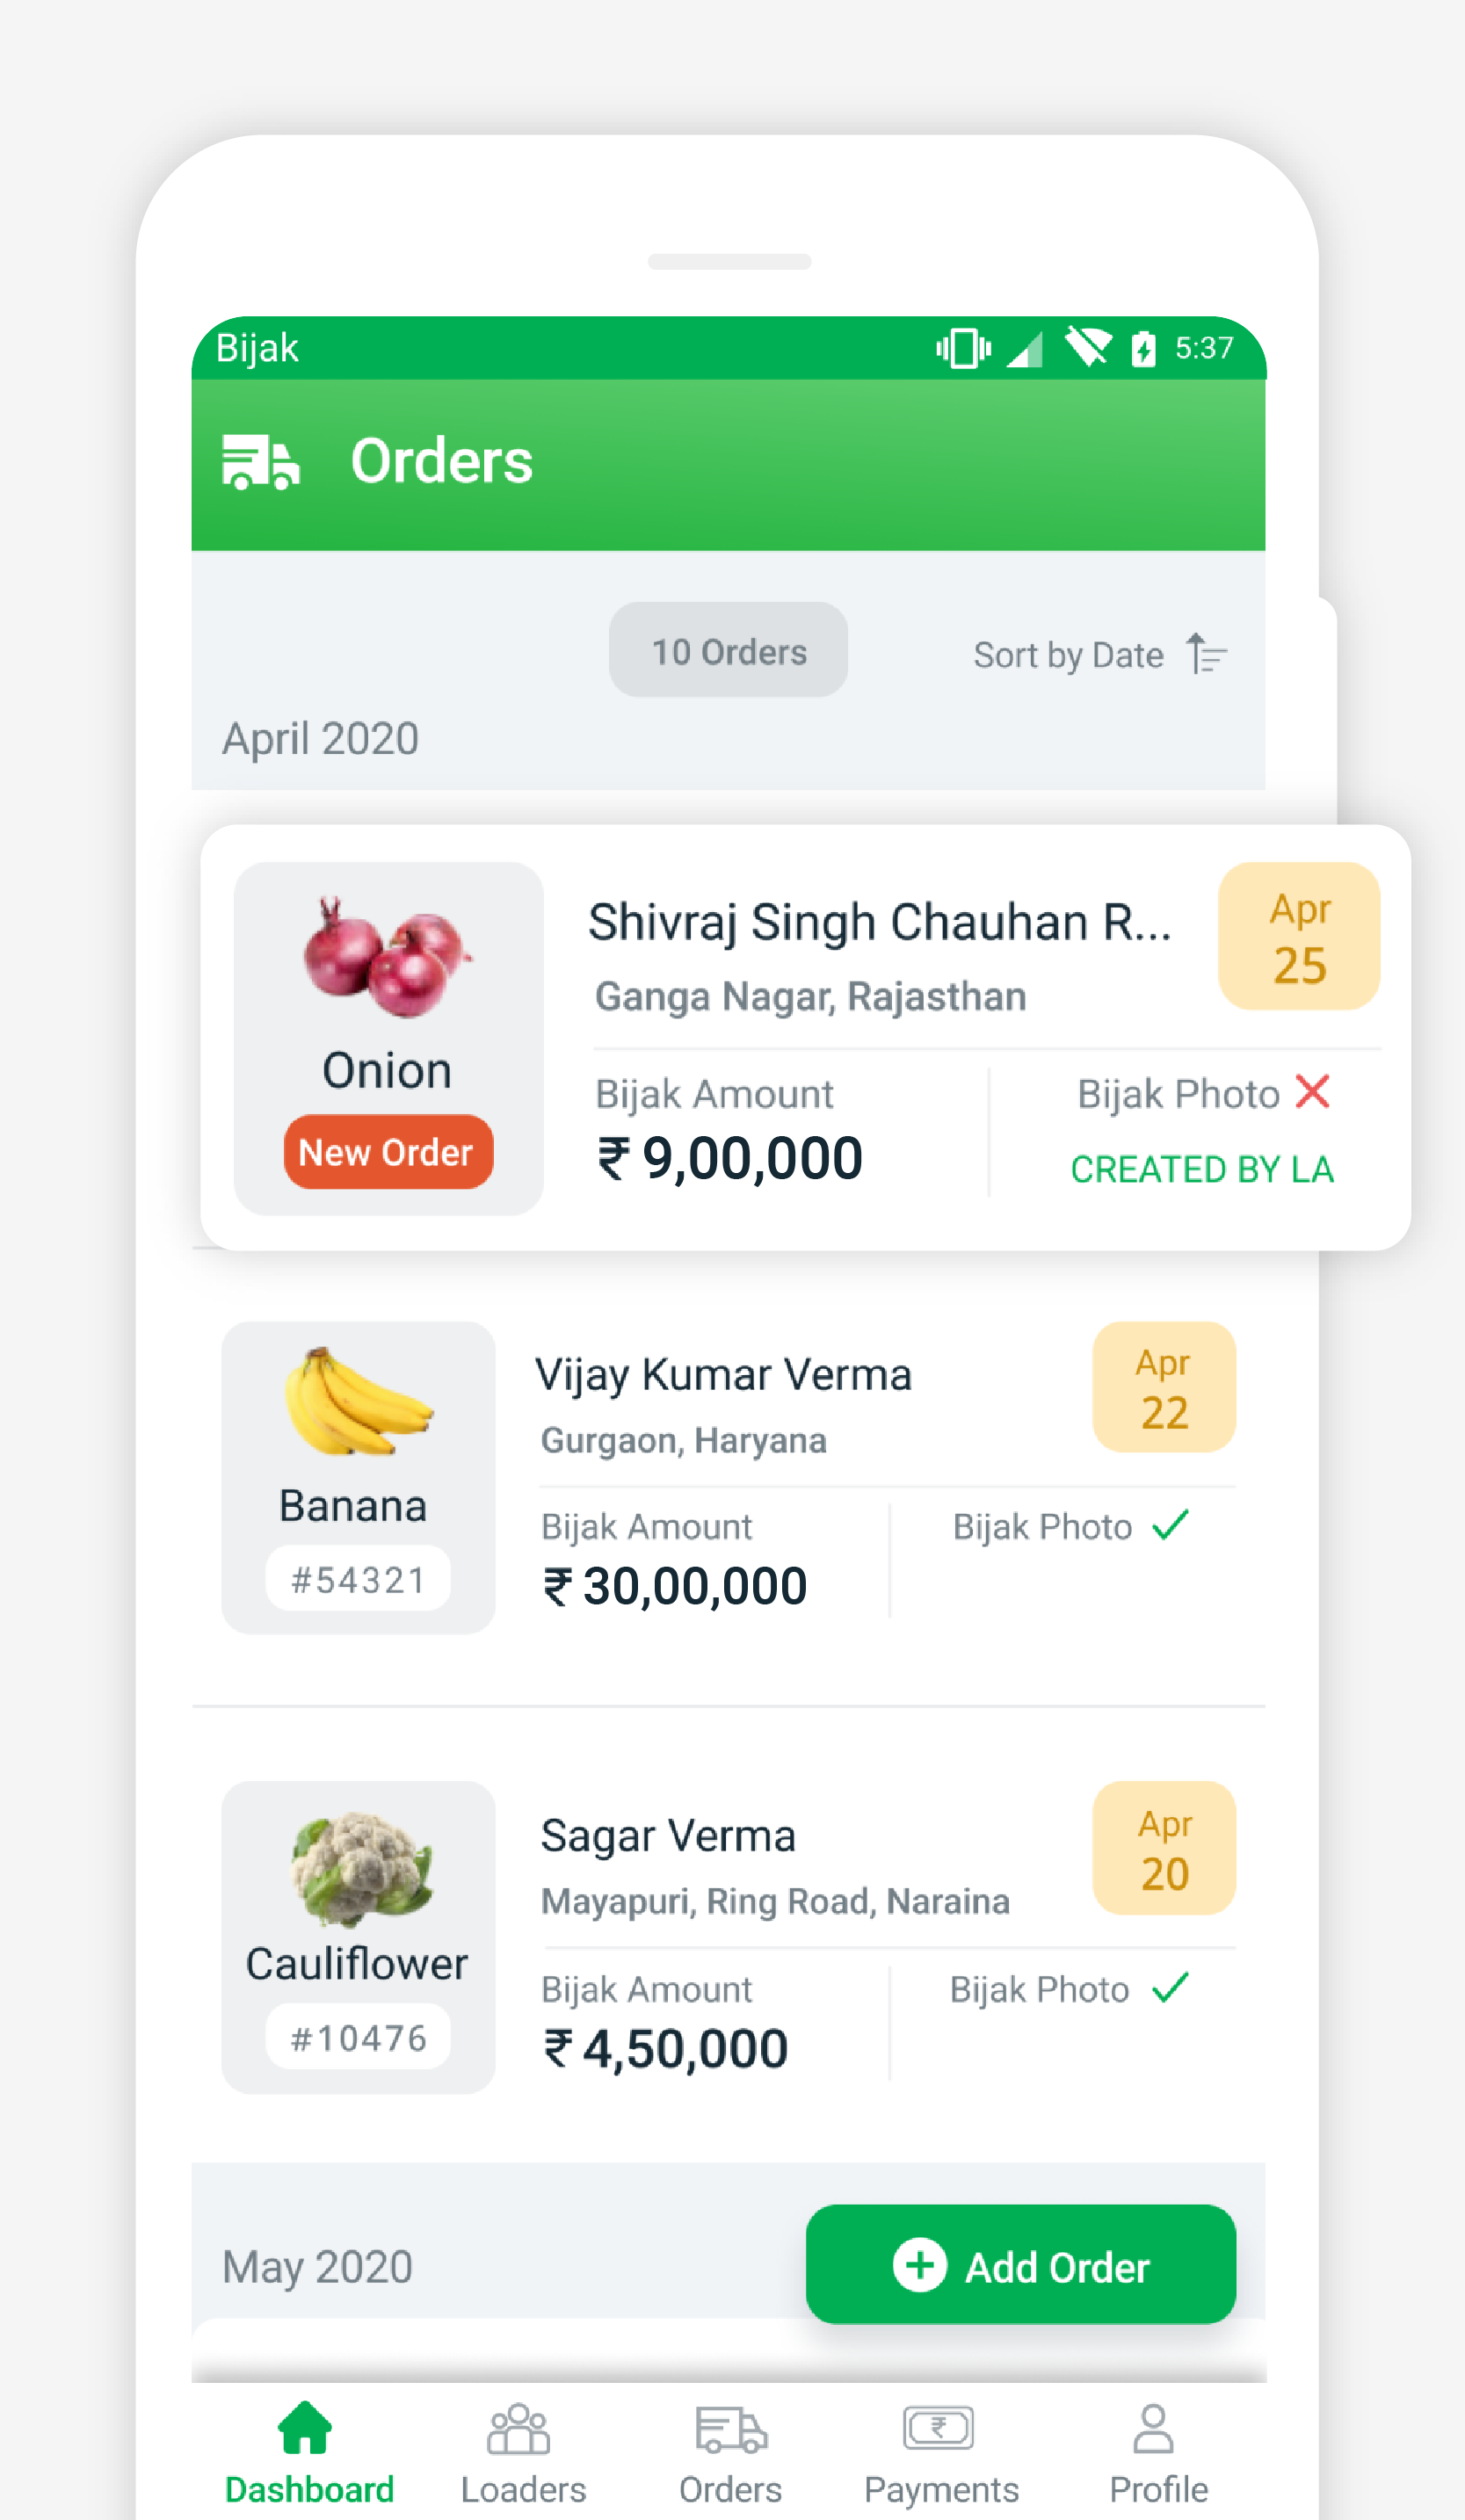 Bijak 5:37
Orders
10 Orders
Sort by Date
April 2020
Shivraj Singh Chauhan R...
Ganga Nagar, Rajasthan
Apr
25
Onion
New Order
Bijak Amount
₹ 9,00,000
Bijak Photo
CREATED BY LA
Vijay Kumar Verma
Gurgaon, Haryana
Apr
22
Banana
#54321
Bijak Amount
₹ 30,00,000
Bijak Photo
Sagar Verma
Mayapuri, Ring Road, Naraina
Apr
20
Cauliflower
#10476
Bijak Amount
₹ 4,50,000
Bijak Photo
May 2020
Add Order
Dashboard
Loaders
Orders
₹
Payments
Profile